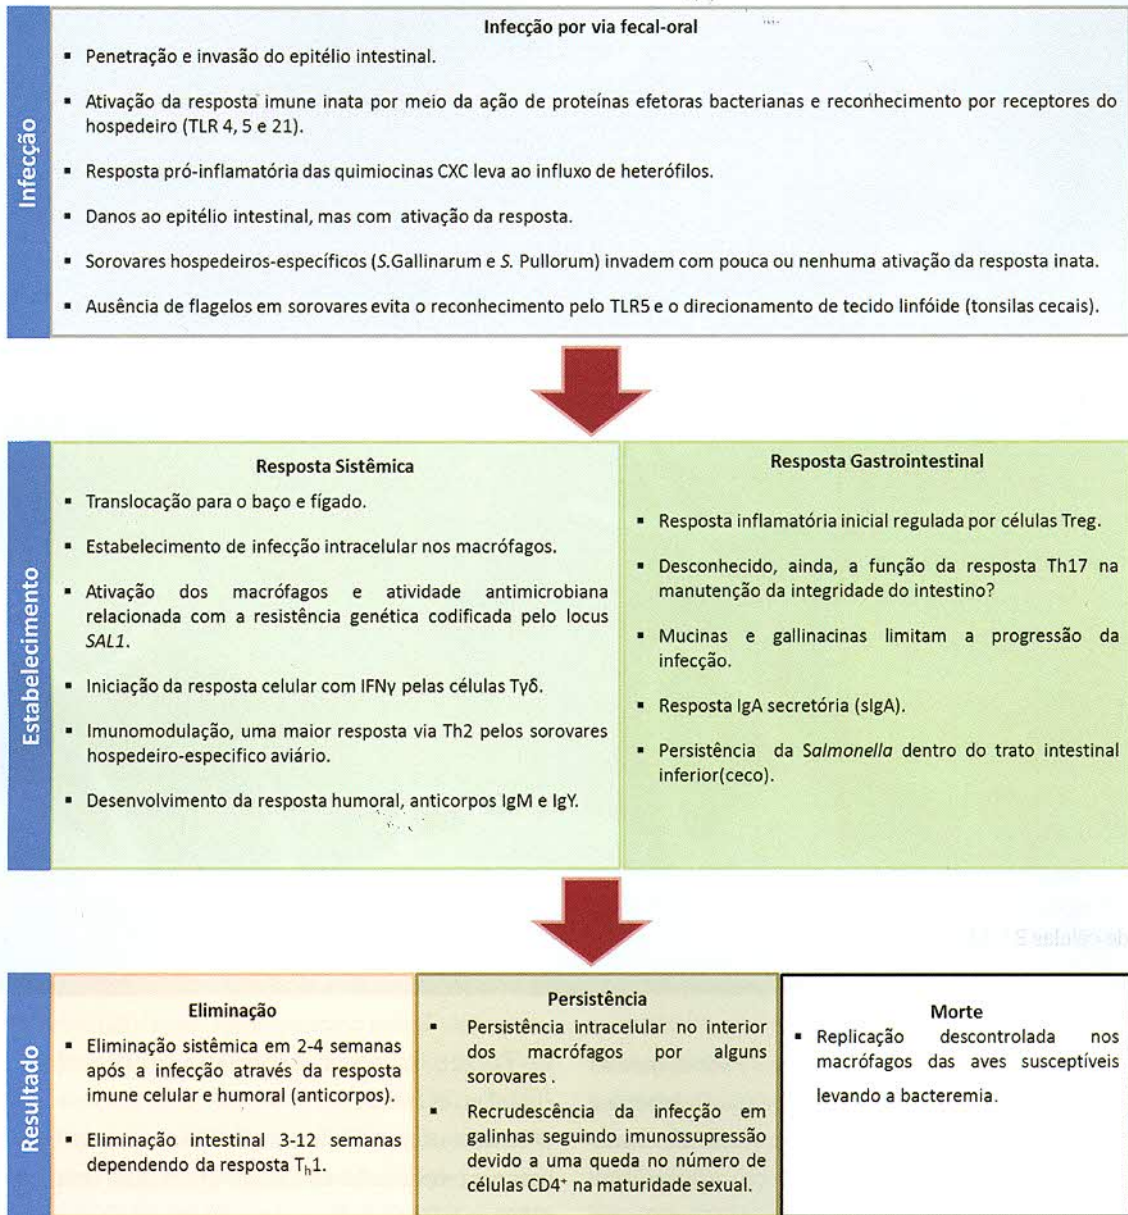 Infecção
Infecção por via fecal-oral
▪ Penetração e invasão do epitélio intestinal.
▪ Ativação da resposta imune inata por meio da ação de proteínas efetoras bacterianas e reconhecimento por receptores do
hospedeiro (TLR 4, 5 e 21).
▪ Resposta pró-inflamatória das quimiocinas CXC leva ao influxo de heterófilos.
▪ Danos ao epitélio intestinal, mas com ativação da resposta.
▪ Sorovares hospedeiros-específicos (S.Gallinarum e S. Pullorum) invadem com pouca ou nenhuma ativação da resposta inata.
▪ Ausência de flagelos em sorovares evita o reconhecimento pelo TLR5 e o direcionamento de tecido linfóide (tonsilas cecais).
Estabelecimento
Resposta Sistêmica
▪ Translocação para o baço e fígado.
▪ Estabelecimento de infecção intracelular nos macrófagos.
▪ Ativação dos macrófagos e atividade antimicrobiana
relacionada com a resistência genética codificada pelo locus
SAL1.
▪ Iniciação da resposta celular com IFNγ pelas células Tγδ.
▪ Imunomodulação, uma maior resposta via Th2 pelos sorovares
hospedeiro-especifico aviário.
▪ Desenvolvimento da resposta humoral, anticorpos IgM e IgY.
Resposta Gastrointestinal
▪ Resposta inflamatória inicial regulada por células Treg.
▪ Desconhecido, ainda, a função da resposta Th17 na
manutenção da integridade do intestino?
▪ Mucinas e gallinacinas limitam a progressão da
infecção.
▪ Resposta IgA secretória (sIgA).
▪ Persistência da Salmonella dentro do trato intestinal
inferior(ceco).
Resultado
Eliminação
▪ Eliminação sistêmica em 2-4 semanas
após a infecção através da resposta
imune celular e humoral (anticorpos).
▪ Eliminação intestinal 3-12 semanas
dependendo da resposta Tₕ1.
Persistência
▪ Persistência intracelular no interior
dos macrófagos por alguns
sorovares .
▪ Recrudescência da infecção em
galinhas seguindo imunossupressão
devido a uma queda no número de
células CD4⁺ na maturidade sexual.
Morte
▪ Replicação descontrolada nos
macrófagos das aves susceptíveis
levando a bacteremia.